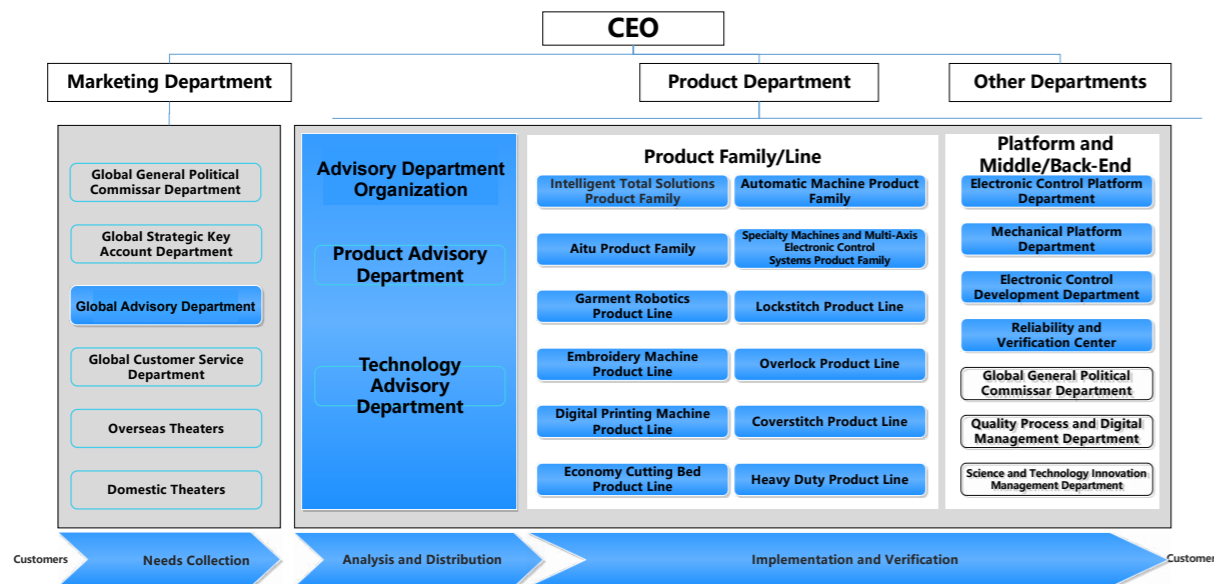 CEO
Marketing Department
Product Department
Other Departments
Global General Political
Commissar Department
Global Strategic Key
Account Department
Global Advisory Department
Global Customer Service
Department
Overseas Theaters
Domestic Theaters
Advisory Department
Organization
Product Advisory
Department
Technology
Advisory
Department
Product Family/Line
Intelligent Total Solutions
Product Family
Automatic Machine Product
Family
Aitu Product Family
Specialty Machines and Multi-Axis
Electronic Control
Systems Product Family
Garment Robotics
Product Line
Lockstitch Product Line
Embroidery Machine
Product Line
Overlock Product Line
Digital Printing Machine
Product Line
Coverstitch Product Line
Economy Cutting Bed
Product Line
Heavy Duty Product Line
Platform and
Middle/Back-End
Electronic Control Platform
Department
Mechanical Platform
Department
Electronic Control
Development Department
Reliability and
Verification Center
Global General Political
Commissar Department
Quality Process and Digital
Management Department
Science and Technology Innovation
Management Department
Customers
Needs Collection
Analysis and Distribution
Implementation and Verification
Customer